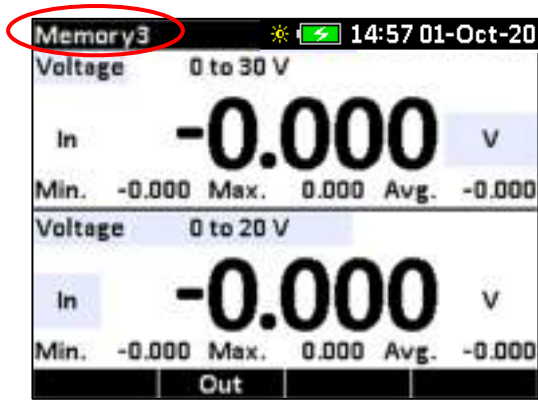 Memory3 14:57 01-Oct-20
Voltage 0 to 30 V
In -0.000 V
Min. -0.000 Max. 0.000 Avg. -0.000
Voltage 0 to 20 V
In -0.000 V
Min. -0.000 Max. 0.000 Avg. -0.000
Out